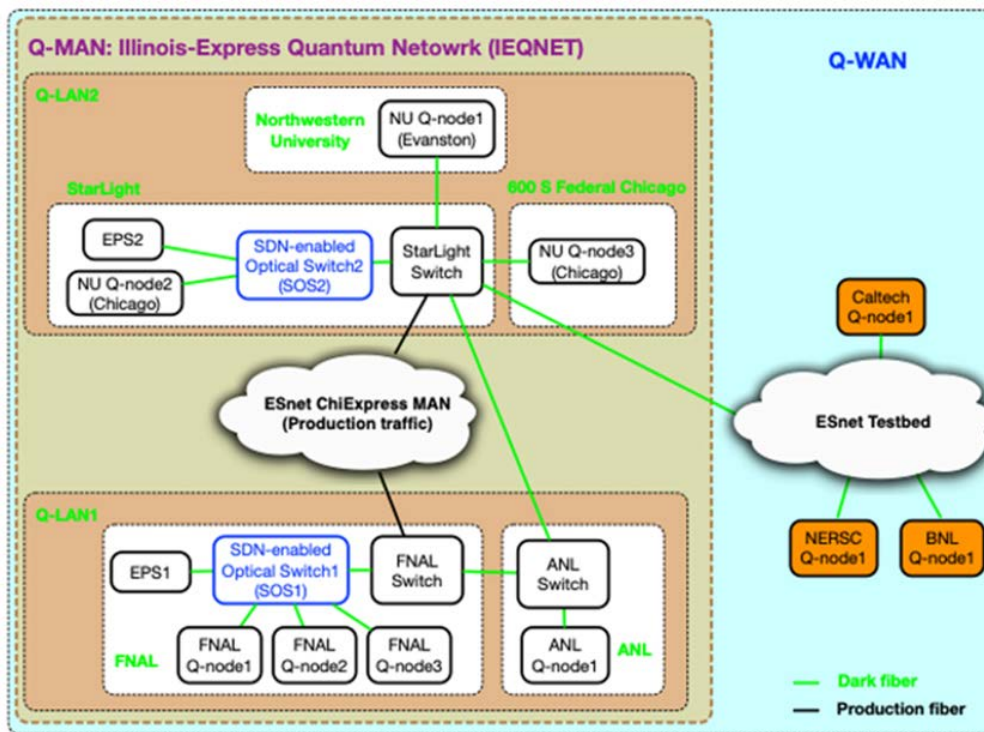 Q-MAN: Illinois-Express Quantum Netowrk (IEQNET)
Q-WAN
Q-LAN2
Northwestern
University
NU Q-node1
(Evanston)
StarLight
600 S Federal Chicago
EPS2
NU Q-node2
(Chicago)
SDN-enabled
Optical Switch2
(SOS2)
StarLight
Switch
NU Q-node3
(Chicago)
Caltech
Q-node1
ESnet ChiExpress MAN
(Production traffic)
ESnet Testbed
Q-LAN1
EPS1
SDN-enabled
Optical Switch1
(SOS1)
FNAL
Switch
ANL
Switch
NERSC
Q-node1
BNL
Q-node1
FNAL
FNAL
Q-node1
FNAL
Q-node2
FNAL
Q-node3
ANL
Q-node1
ANL
Dark fiber
Production fiber